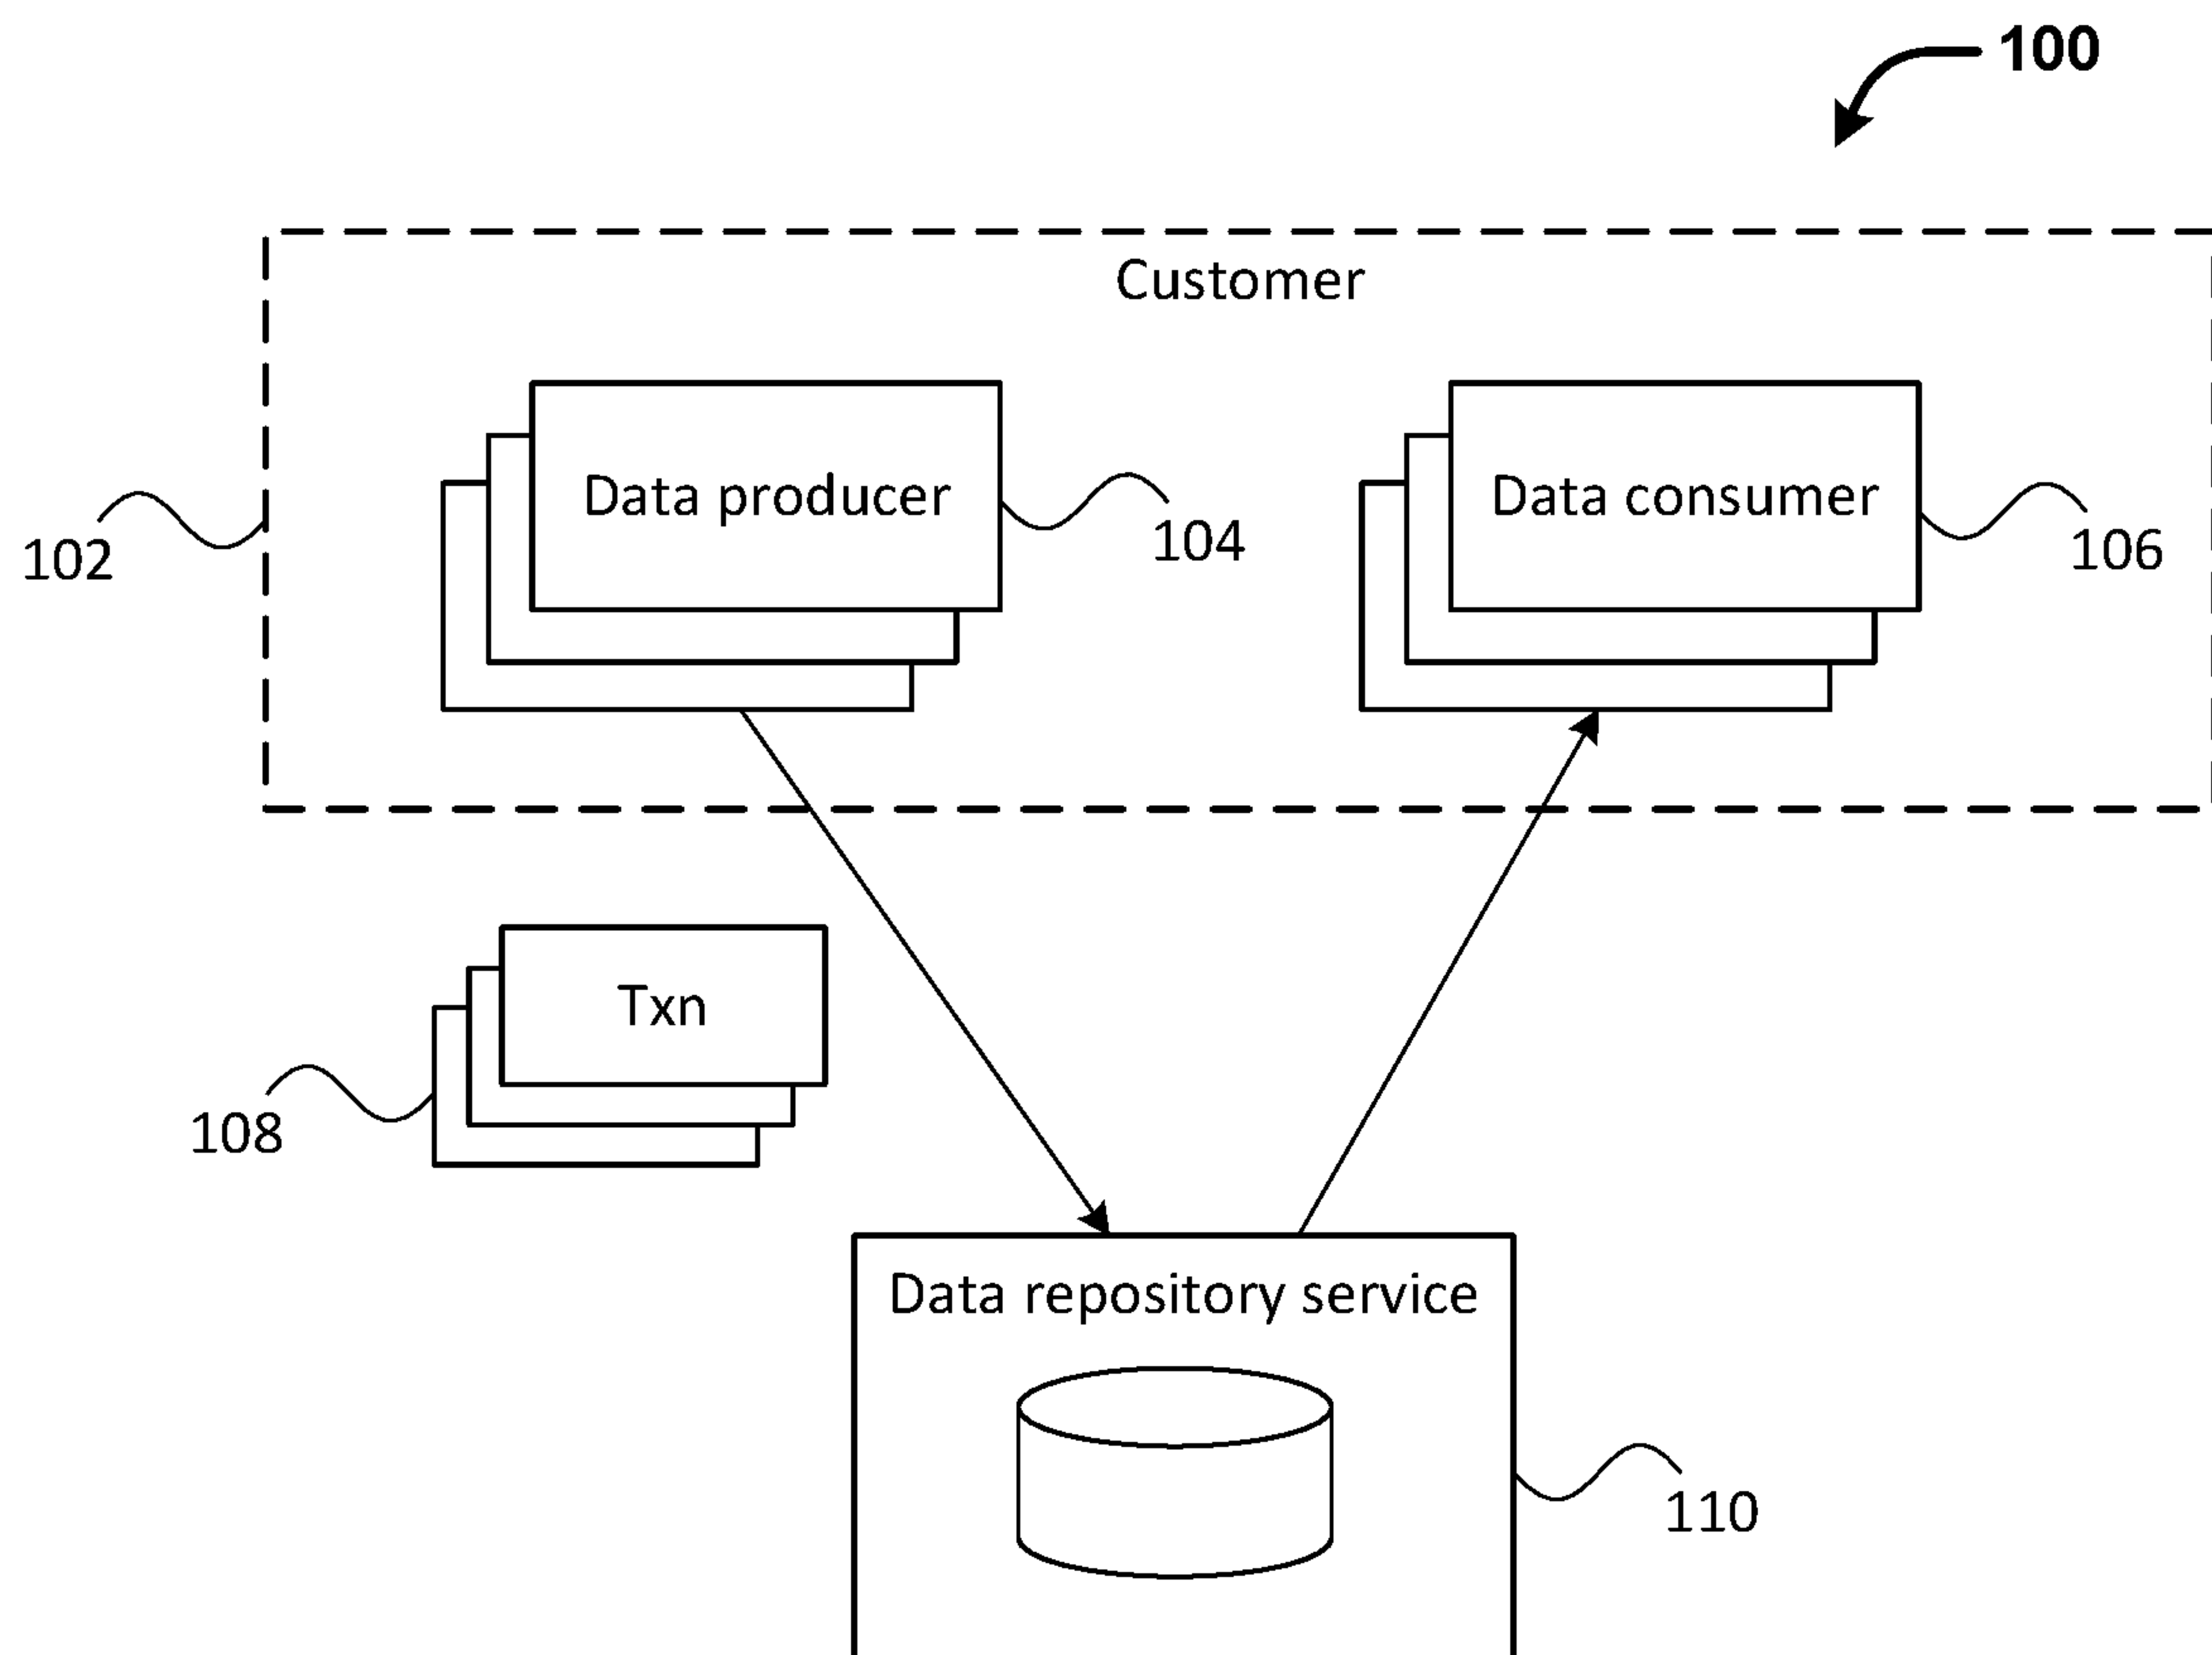 100
Customer
Data producer
Data consumer
102
104
106
Txn
108
Data repository service
110